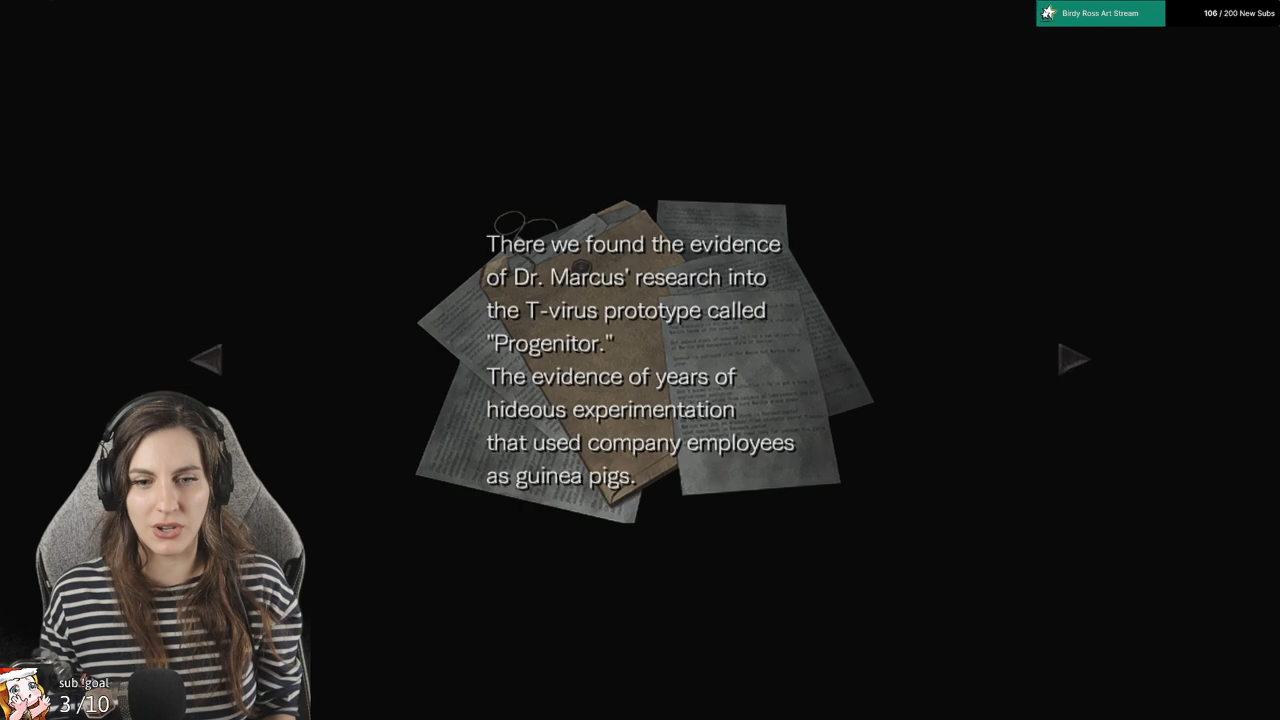 Birdy Ross Art Stream
106 / 200 New Subs
There we found the evidence
of Dr. Marcus' research into
the T-virus prototype called
"Progenitor."
The evidence of years of
hideous experimentation
that used company employees
as guinea pigs.
sub goal
3 /10